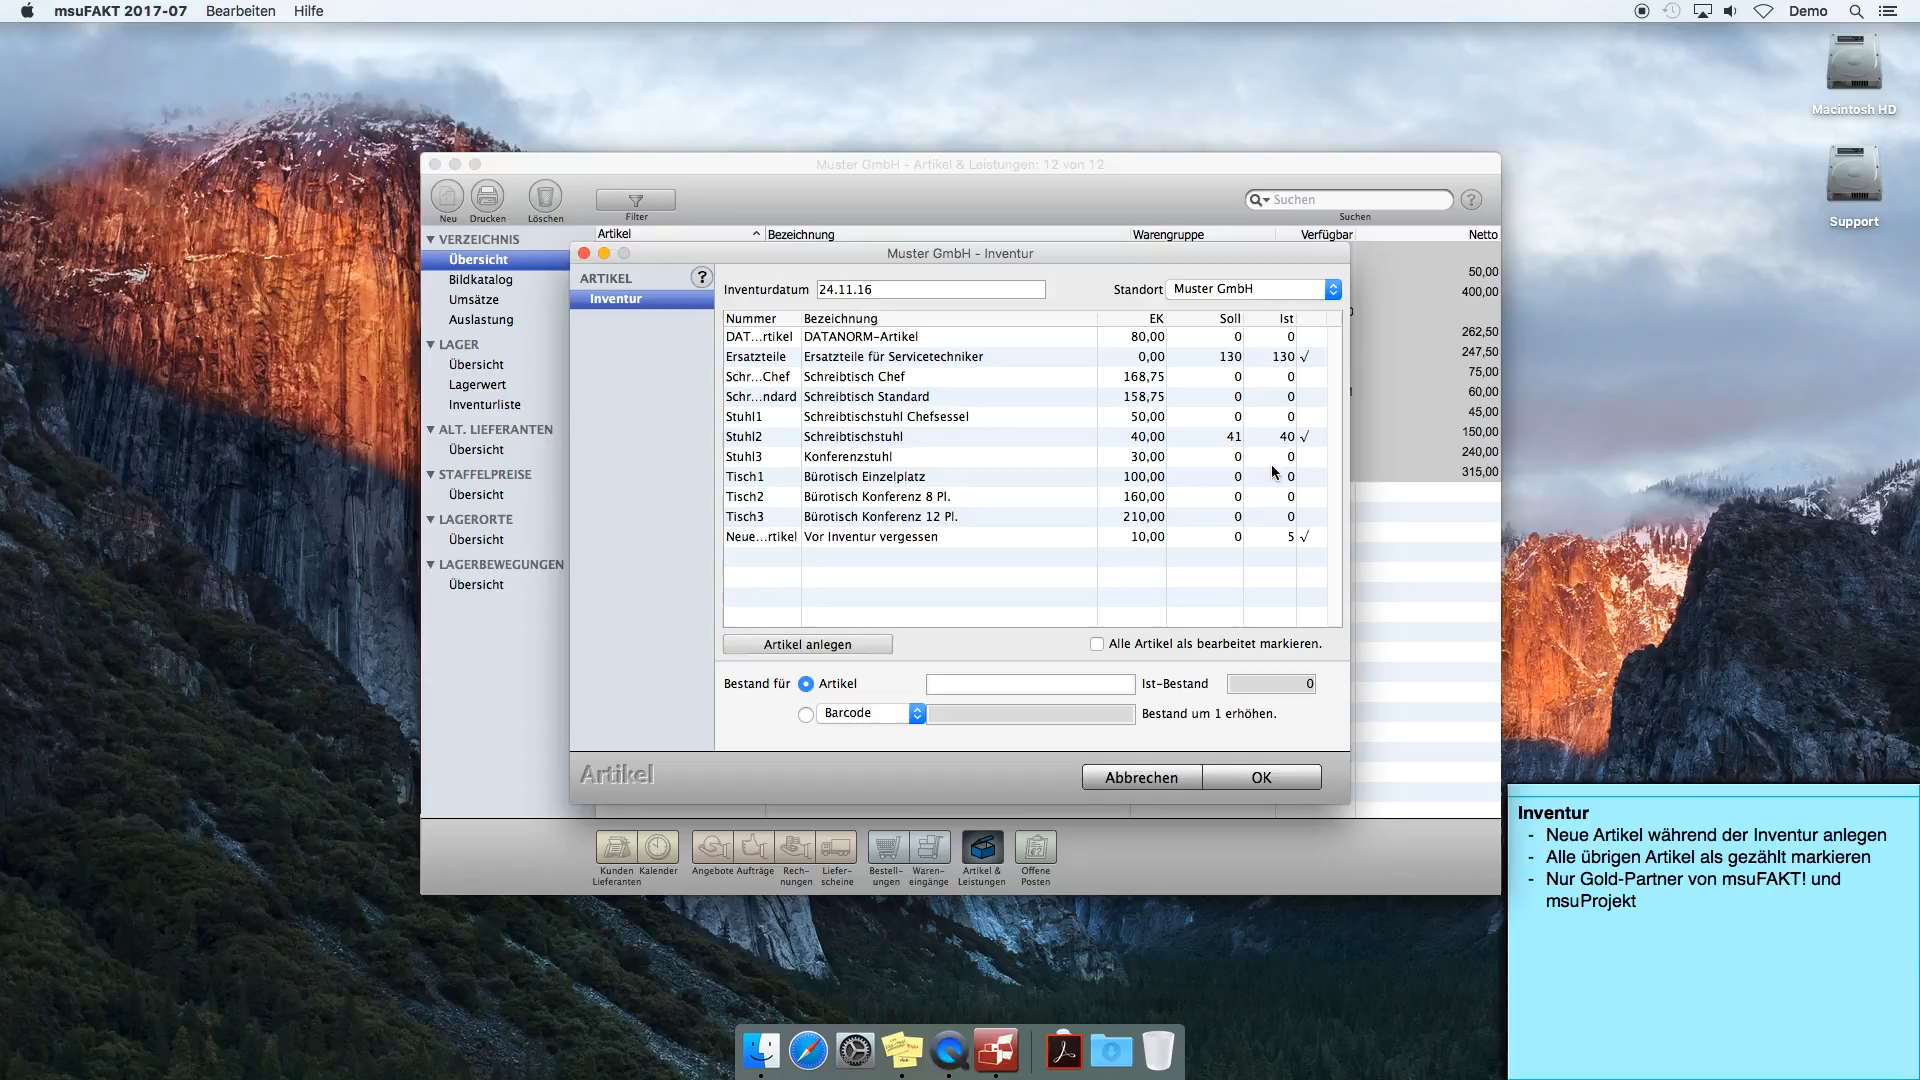 msuFAKT 2017-07 Bearbeiten Hilfe Demo
Macintosh HD
Support
Muster GmbH - Artikel & Leistungen: 12 von 12
Neu Drucken Löschen Filter Suchen ?
Suchen
Artikel Bezeichnung Warengruppe Verfügbar Netto
VERZEICHNIS
Übersicht
Bildkatalog
Umsätze
Auslastung
LAGER
Übersicht
Lagerwert
Inventurliste
ALT. LIEFERANTEN
Übersicht
STAFFELPREISE
Übersicht
LAGERORTE
Übersicht
LAGERBEWEGUNGEN
Übersicht
50,00
400,00
262,50
247,50
75,00
60,00
45,00
150,00
240,00
315,00
Muster GmbH - Inventur
ARTIKEL ?
Inventur
Inventurdatum 24.11.16 Standort Muster GmbH
Nummer Bezeichnung EK Soll Ist
DAT...rtikel DATANORM-Artikel 80,00 0 0
Ersatzteile Ersatzteile für Servicetechniker 0,00 130 130 √
Schr...Chef Schreibtisch Chef 168,75 0 0
Schr...ndard Schreibtisch Standard 158,75 0 0
Stuhl1 Schreibtischstuhl Chefsessel 50,00 0 0
Stuhl2 Schreibtischstuhl 40,00 41 40 √
Stuhl3 Konferenzstuhl 30,00 0 0
Tisch1 Bürotisch Einzelplatz 100,00 0 0
Tisch2 Bürotisch Konferenz 8 Pl. 160,00 0 0
Tisch3 Bürotisch Konferenz 12 Pl. 210,00 0 0
Neue...rtikel Vor Inventur vergessen 10,00 0 5 √
Artikel anlegen Alle Artikel als bearbeitet markieren.
Bestand für Artikel Ist-Bestand 0
Barcode Bestand um 1 erhöhen.
Artikel Abbrechen OK
Kunden Lieferanten
Kalender
Angebote
Aufträge
Rech-nungen
Liefer-scheine
Bestell-ungen
Waren-eingänge
Artikel & Leistungen
Offene Posten
Inventur
- Neue Artikel während der Inventur anlegen
- Alle übrigen Artikel als gezählt markieren
- Nur Gold-Partner von msuFAKT! und
msuProjekt